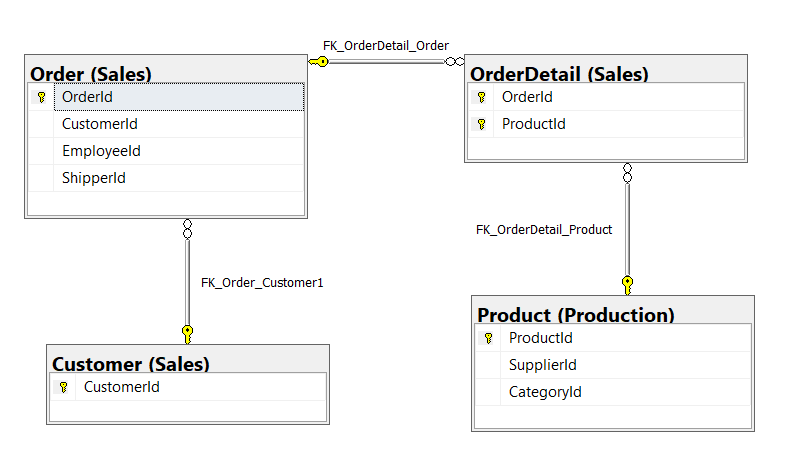 FK_OrderDetail_Order
Order (Sales)
OrderId
CustomerId
EmployeeId
ShipperId
OrderDetail (Sales)
OrderId
ProductId
FK_OrderDetail_Product
FK_Order_Customer1
Product (Production)
ProductId
SupplierId
CategoryId
Customer (Sales)
CustomerId